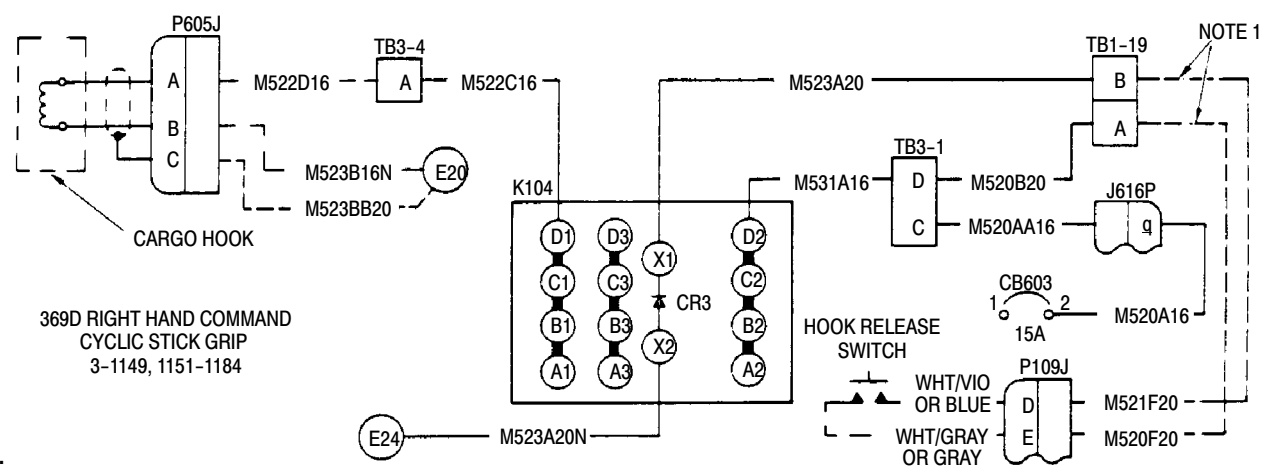 P605J
TB3-4
TB1-19
NOTE 1
A
M522D16
A
M522C16
M523A20
B
B
A
C
M523B16N
E20
TB3-1
K104
M531A16
D
M520B20
J616P
M523BB20
C
M520AA16
q
CARGO HOOK
D1
D3
D2
X1
C1
C3
C2
CR3
CB603
1
2
15A
M520A16
369D RIGHT HAND COMMAND
CYCLIC STICK GRIP
3-1149, 1151-1184
B1
B3
B2
X2
A1
A3
A2
HOOK RELEASE
SWITCH
P109J
WHT/VIO
OR BLUE
D
M521F20
E24
M523A20N
WHT/GRAY
OR GRAY
E
M520F20